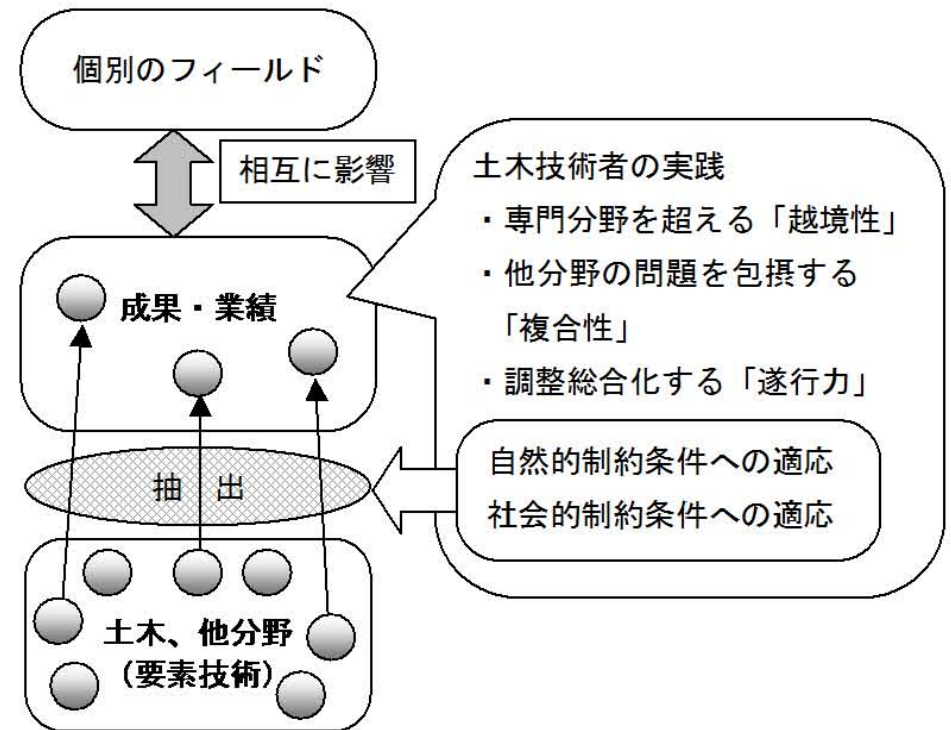 個別のフィールド
相互に影響
土木技術者の実践
・専門分野を超える「越境性」
・他分野の問題を包摂する
「複合性」
・調整総合化する「遂行力」
成果・業績
自然的制約条件への適応
社会的制約条件への適応
抽 出
土木、他分野
（要素技術）